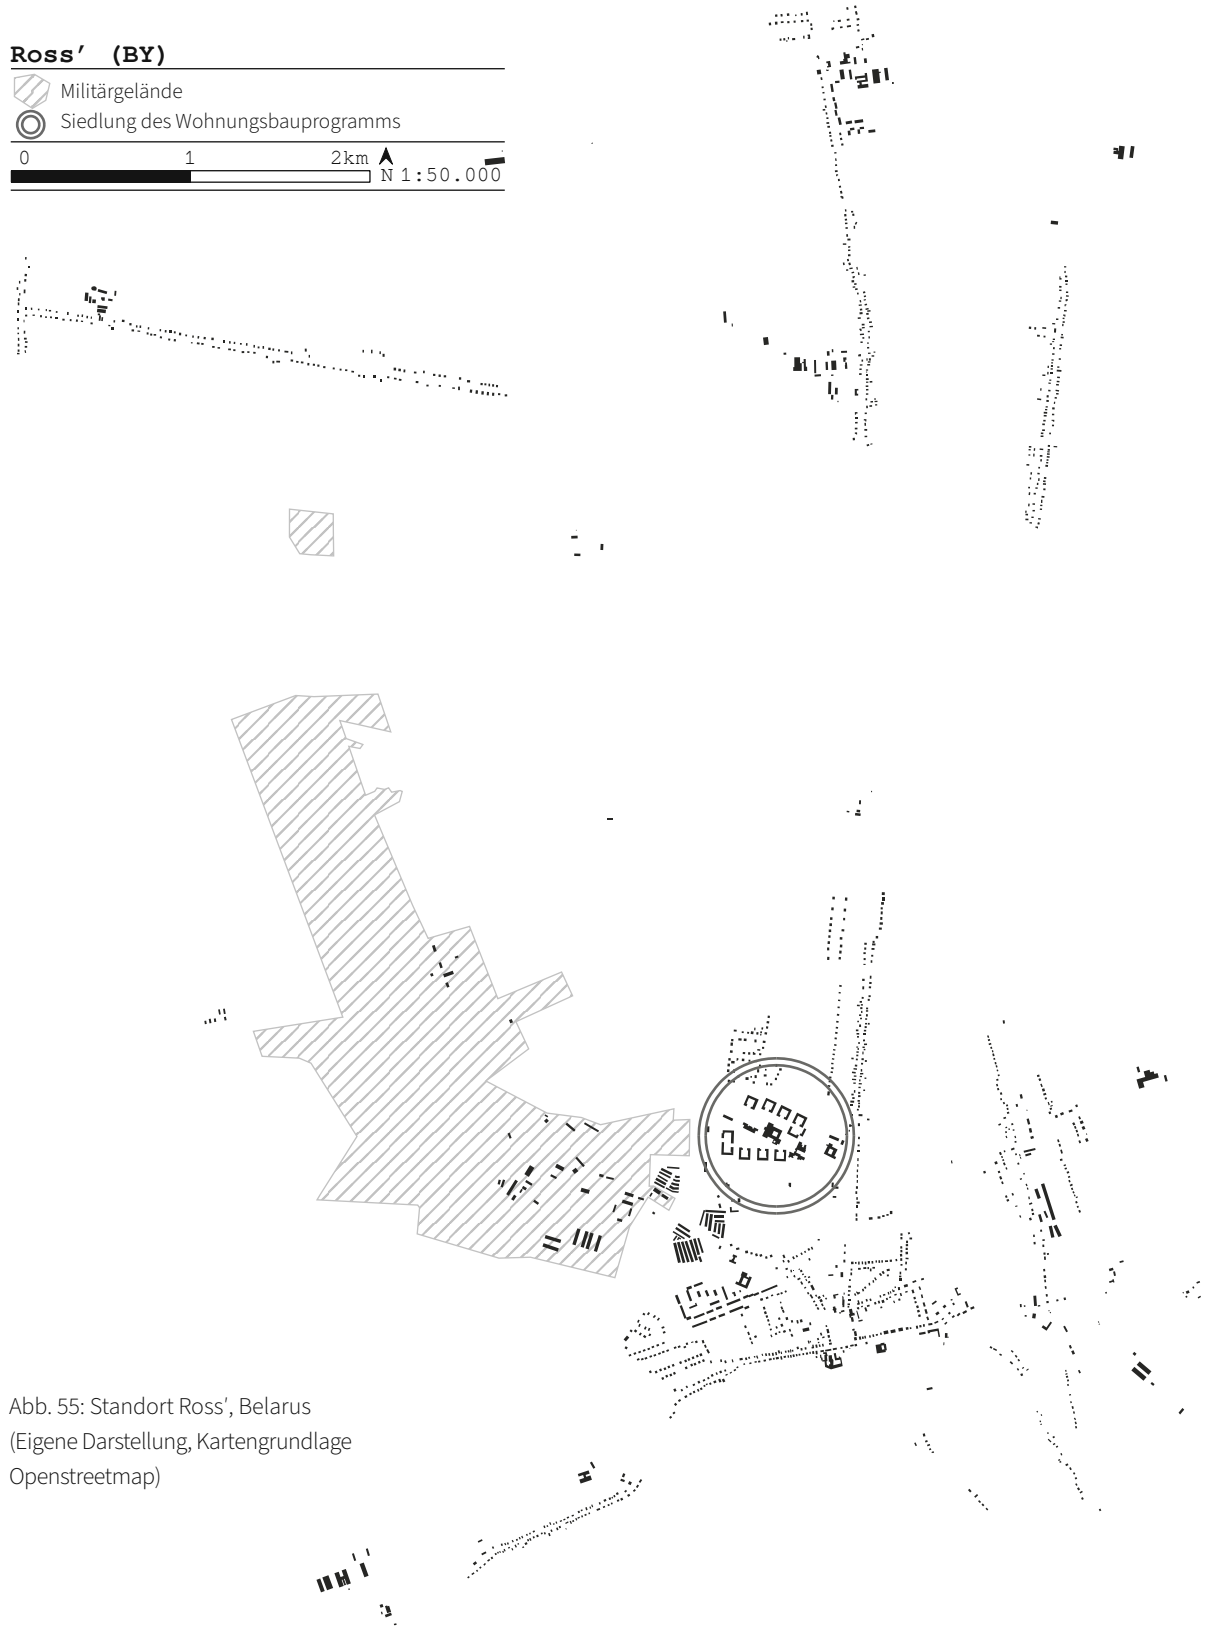 Ross′ (BY)
Militärgelände
Siedlung des Wohnungsbauprogramms
0 1 2km
N 1:50.000
Abb. 55: Standort Ross′, Belarus
(Eigene Darstellung, Kartengrundlage
Openstreetmap)